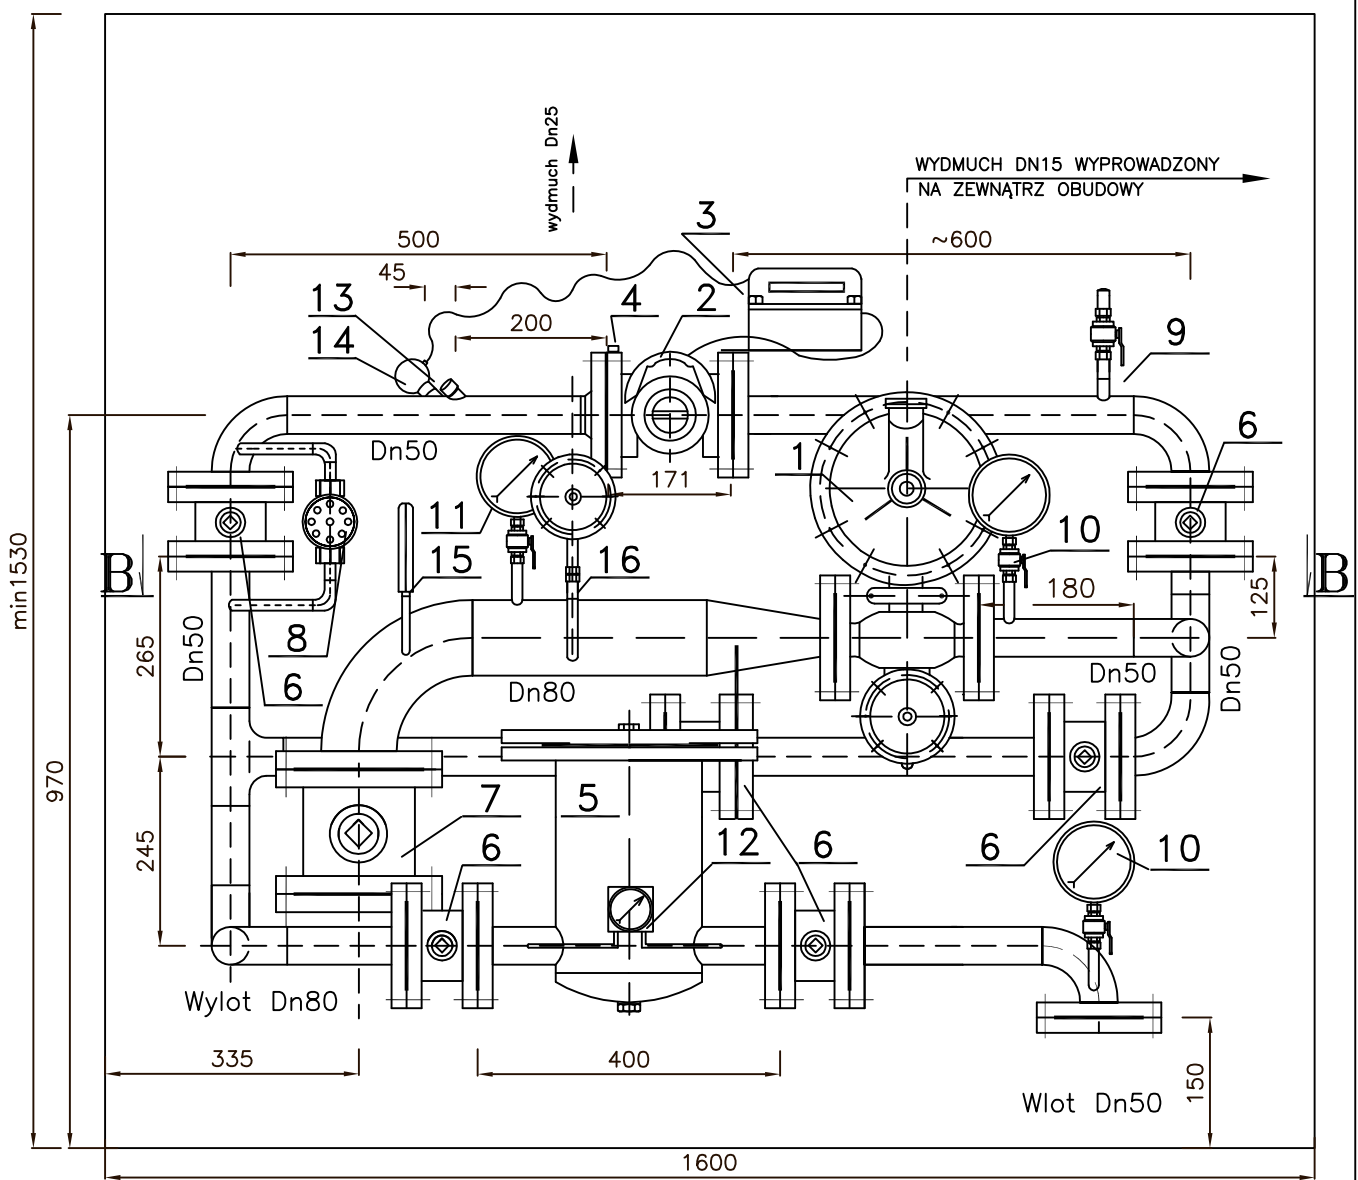 wydmuch Dn25
WYDMUCH DN15 WYPROWADZONY
NA ZEWNĄTRZ OBUDOWY
3
500
~600
45
13
4
2
14
200
9
6
Dn50
1
171
11
10
min1530
B
15
16
B
180
125
265
Dn50
8
6
Dn80
Dn50
Dn50
970
7
5
245
6
12
6
6
10
Wylot Dn80
335
400
150
Wlot Dn50
1600